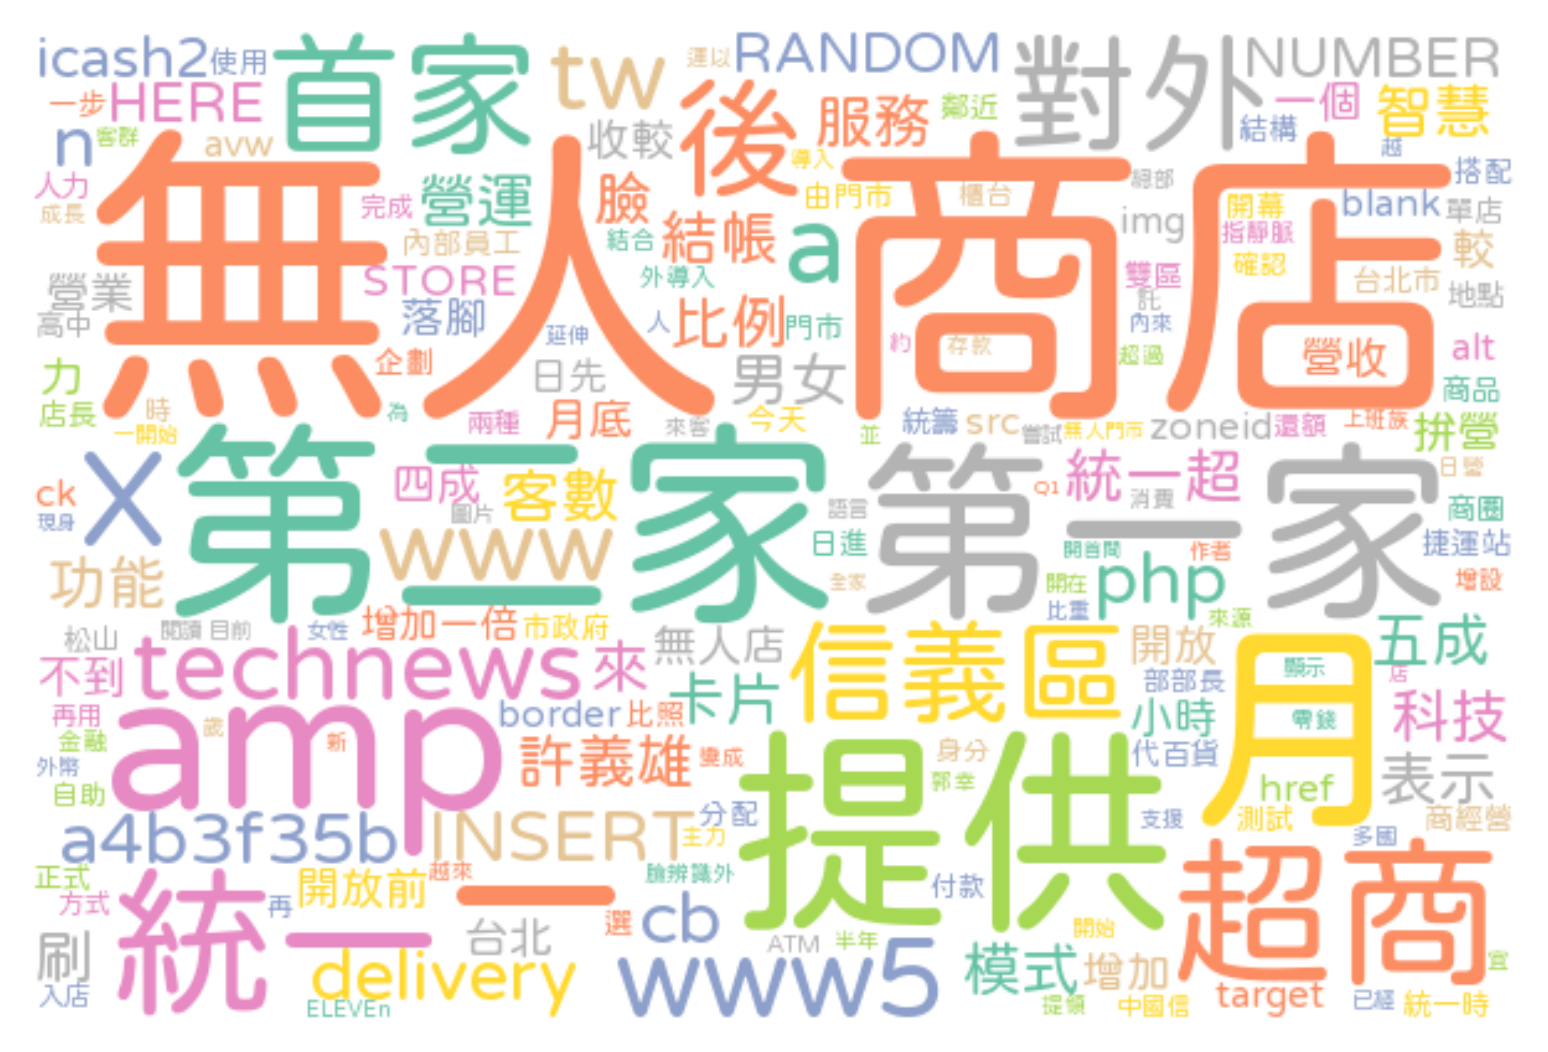 icash2
使用
首家
tw
運以
RANDOM
對外
NUMBER
一步
HERE
後
服務
鄰近
一個
智慧
n
客群
avw
收較
導入
結構
越
搭配
無人商店
人力
成長
完成
營運
臉
由門市
櫃台
總部
開幕
blank
單店
內部員工
結合
結帳
a
img
指靜脈
較
營業
STORE
外導入
雙區
確認
台北市
地點
高中
落腳
延伸
人
比例
門市
託
內來
力
企劃
日先
男女
約
存款
超過
營收
alt
店長
為
商品
時
一開始
兩種
月底
來客
今天
並
統籌
src
嘗試
無人門市
zoneid
還額
上班族
拚營
第二家
第一家
ck
現身
X
四成
圖片
客數
語言
Q1
統一超
消費
日營
商圈
功能
www
日進
開首間
作者
捷運站
全家
開在
php
增設
比重
來源
松山
閱讀
目前
女性
增加一倍
市政府
無人店
信義區
開放
月
五成
不到
technews
來
卡片
部部長
顯示
店
再用
amp
border
比照
小時
零錢
科技
金融
歲
新
許義雄
變成
提供
身分
代百貨
外幣
自助
郭幸
href
表示
a4b3f35b
INSERT
分配
主力
支援
測試
多國
商經營
正式
方式
統一
再
開放前
越來
臉辨識外
付款
超商
刷
入店
台北
選
cb
ATM
半年
開始
宜
delivery
ELEVEn
www5
模式
增加
提領
中國信
target
已經
統一時